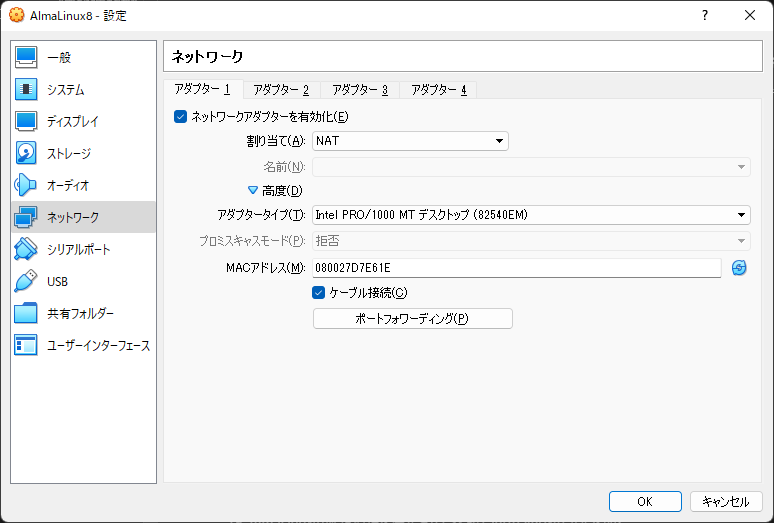 AlmaLinux8 - 設定
?
一般
システム
ディスプレイ
ストレージ
オーディオ
ネットワーク
シリアルポート
USB
共有フォルダー
ユーザーインターフェース
ネットワーク
アダプター 1 アダプター 2 アダプター 3 アダプター 4
ネットワークアダプターを有効化(E)
割り当て(A): NAT
名前(N):
高度(D)
アダプタータイプ(T): Intel PRO/1000 MT デスクトップ (82540EM)
プロミスキャスモード(P): 拒否
MACアドレス(M): 080027D7E61E
ケーブル接続(C)
ポートフォワーディング(P)
OK キャンセル